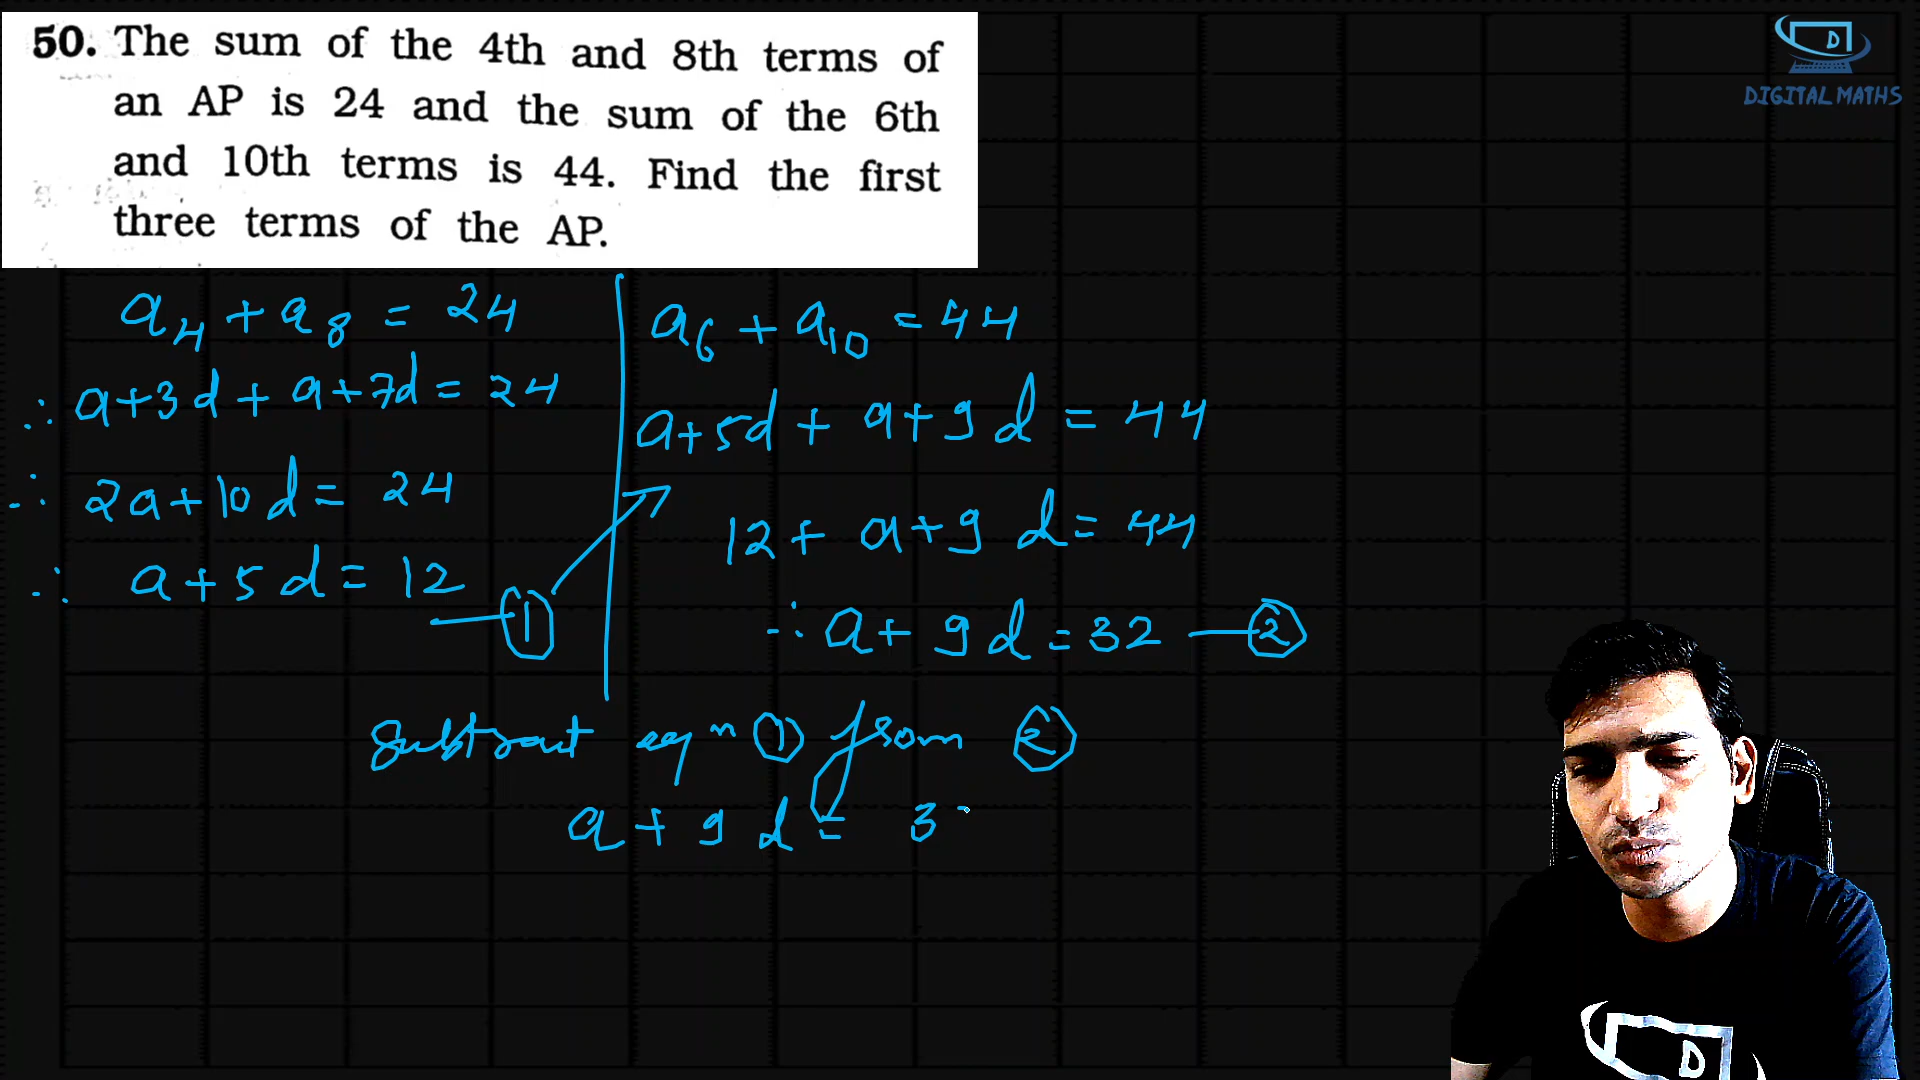 50. The sum of the 4th and 8th terms of
an AP is 24 and the sum of the 6th
and 10th terms is 44. Find the first
three terms of the AP.
DIGITAL MATHS
a₄ + a₈ = 24
∴ a+3d + a+7d = 24
∴ 2a+10d = 24
∴ a+5d = 12 —①
a₆ + a₁₀ = 44
a+5d + a+9d = 44
12 + a+9d = 44
∴ a+9d = 32 —②
Subtract eqⁿ ① from ②
a + 9d = 3
D
D